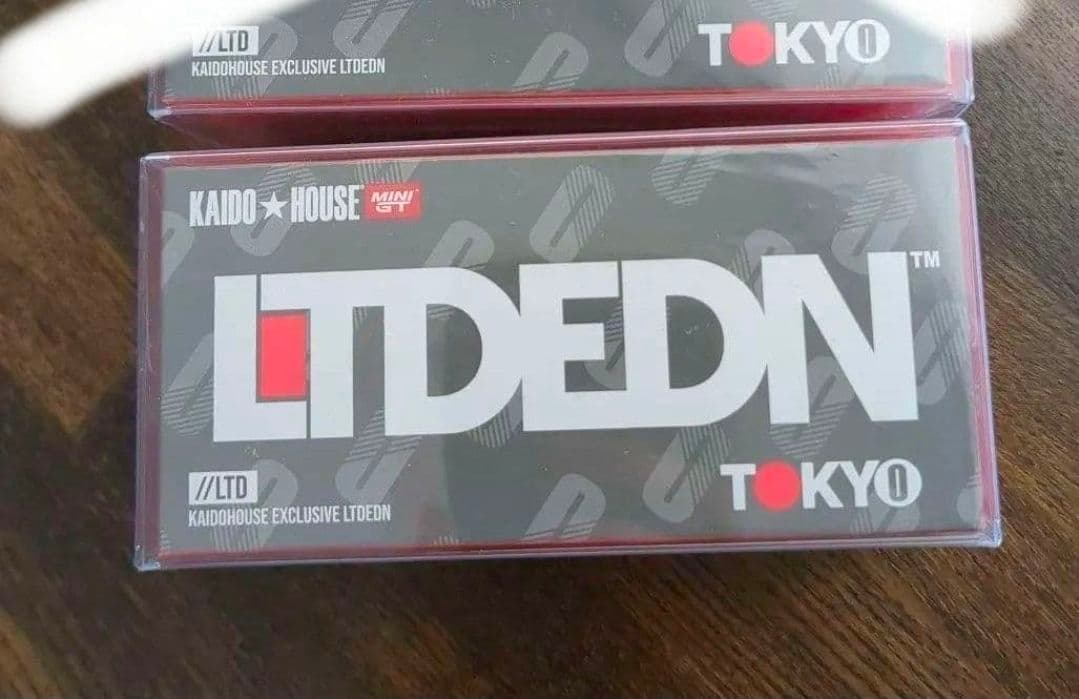 //LTD
KAIDOHOUSE EXCLUSIVE LTDEDN
TOKYO
KAIDO★HOUSE MINI GT
LTDEDN™
//LTD
KAIDOHOUSE EXCLUSIVE LTDEDN
TOKYO